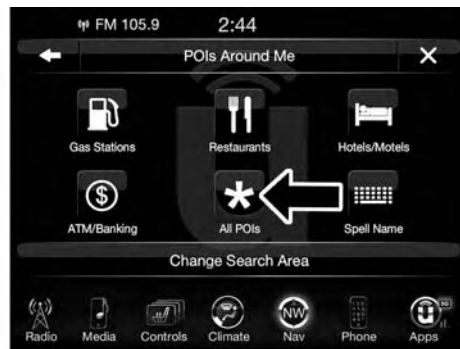 FM 105.9 2:44
POIs Around Me
Gas Stations Restaurants Hotels/Motels
ATM/Banking All POIs Spell Name
Change Search Area
NW
Radio Media Controls Climate Nav Phone Apps